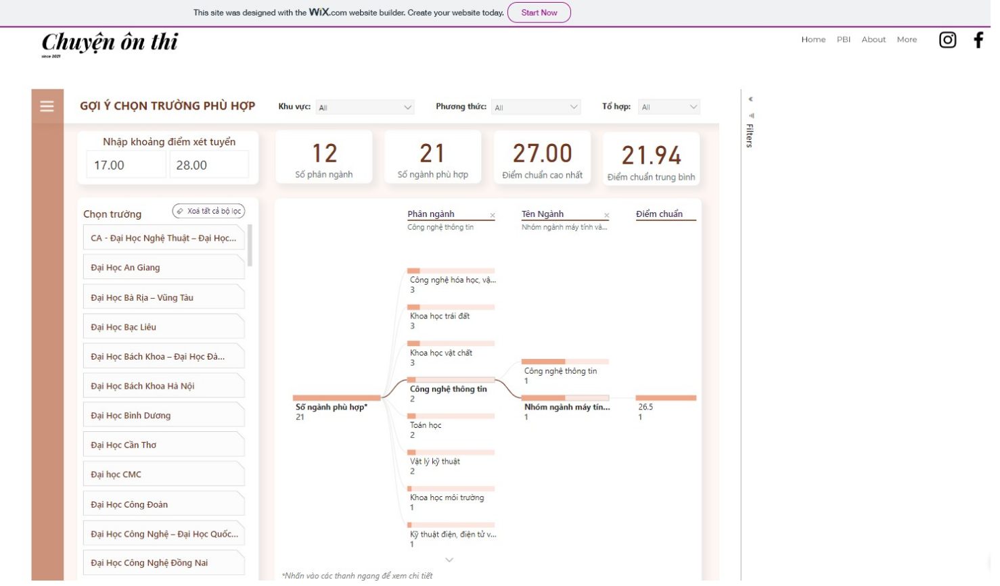 This site was designed with the WiX.com website builder. Create your website today. Start Now
Chuyện ôn thi
since 2021
Home PBI About More
GỢI Ý CHỌN TRƯỜNG PHÙ HỢP
Khu vực: All
Phương thức: All
Tổ hợp: All
Filters
Nhập khoảng điểm xét tuyển
17.00 28.00
12
Số phân ngành
21
Số ngành phù hợp
27.00
Điểm chuẩn cao nhất
21.94
Điểm chuẩn trung bình
Chọn trường
Xoá tất cả bộ lọc
CA - Đại Học Nghệ Thuật – Đại Học...
Đại Học An Giang
Đại Học Bà Rịa – Vũng Tàu
Đại Học Bạc Liêu
Đại Học Bách Khoa – Đại Học Đà...
Đại Học Bách Khoa Hà Nội
Đại Học Bình Dương
Đại Học Cần Thơ
Đại học CMC
Đại Học Công Đoàn
Đại Học Công Nghệ – Đại Học Quốc...
Đại Học Công Nghệ Đồng Nai
Phân ngành
Công nghệ thông tin
Tên Ngành
Nhóm ngành máy tính và...
Điểm chuẩn
Số ngành phù hợp*
21
Công nghệ hóa học, vậ...
3
Khoa học trái đất
3
Khoa học vật chất
3
Công nghệ thông tin
2
Toán học
2
Vật lý kỹ thuật
2
Khoa học môi trường
1
Kỹ thuật điện, điện tử v...
1
Công nghệ thông tin
1
Nhóm ngành máy tín...
1
26.5
1
*Nhấn vào các thanh ngang để xem chi tiết